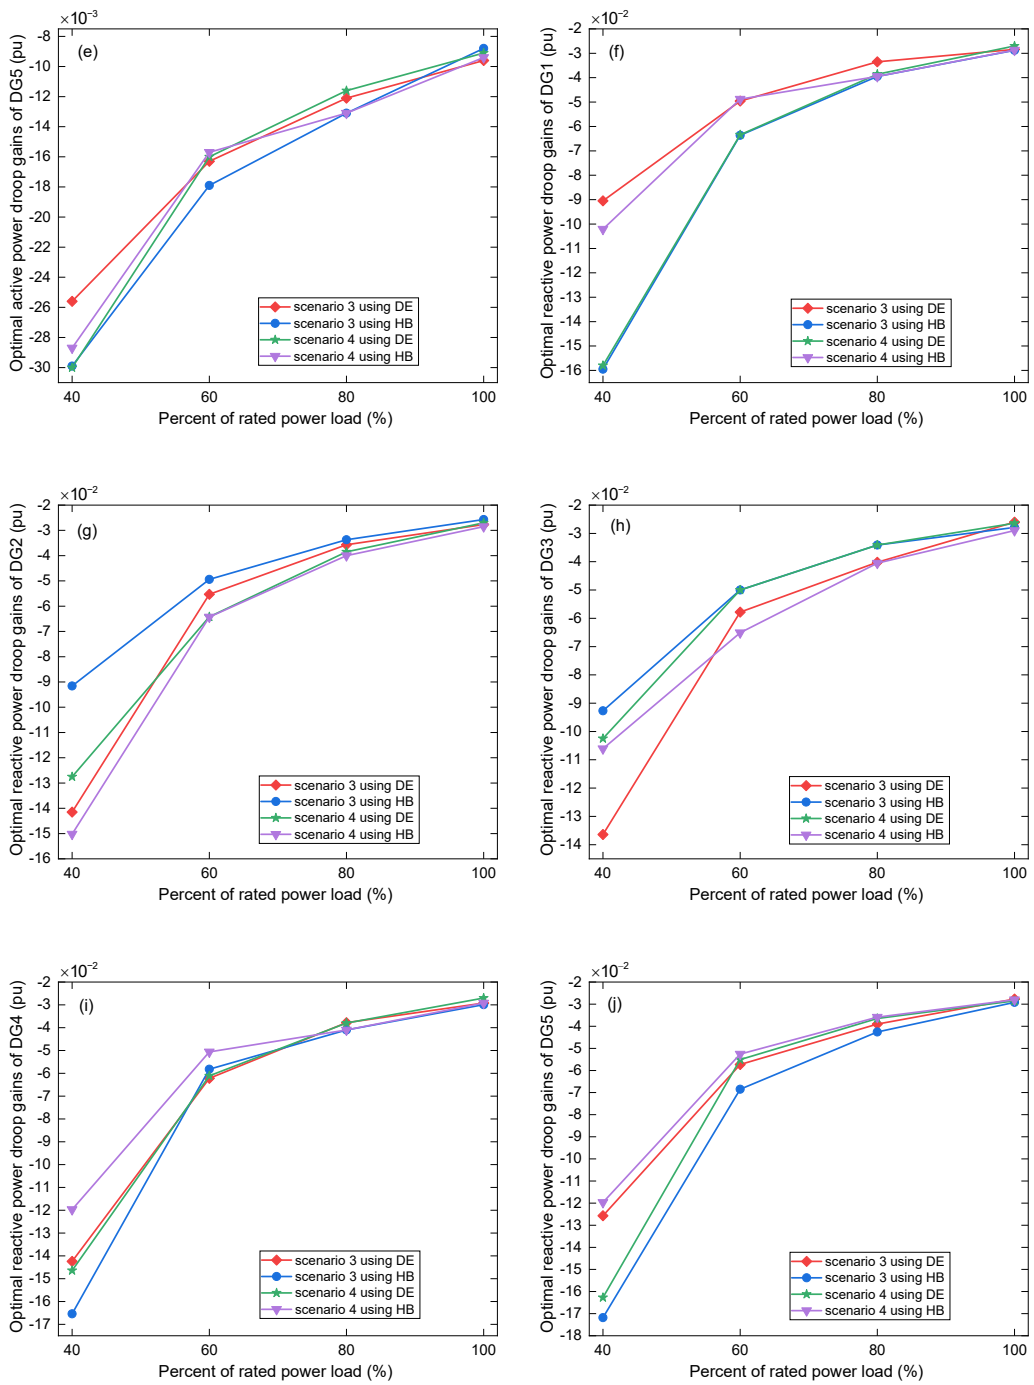 ×10⁻³
(e)
Optimal active power droop gains of DG5 (pu)
-8
-10
-12
-14
-16
-18
-20
-22
-24
-26
-28
-30
scenario 3 using DE
scenario 3 using HB
scenario 4 using DE
scenario 4 using HB
40 60 80 100
Percent of rated power load (%)
×10⁻²
(f)
Optimal reactive power droop gains of DG1 (pu)
-2
-3
-4
-5
-6
-7
-8
-9
-10
-11
-12
-13
-14
-15
-16
scenario 3 using DE
scenario 3 using HB
scenario 4 using DE
scenario 4 using HB
40 60 80 100
Percent of rated power load (%)
×10⁻²
(g)
Optimal reactive power droop gains of DG2 (pu)
-2
-3
-4
-5
-6
-7
-8
-9
-10
-11
-12
-13
-14
-15
-16
scenario 3 using DE
scenario 3 using HB
scenario 4 using DE
scenario 4 using HB
40 60 80 100
Percent of rated power load (%)
×10⁻²
(h)
Optimal reactive power droop gains of DG3 (pu)
-2
-3
-4
-5
-6
-7
-8
-9
-10
-11
-12
-13
-14
scenario 3 using DE
scenario 3 using HB
scenario 4 using DE
scenario 4 using HB
40 60 80 100
Percent of rated power load (%)
×10⁻²
(i)
Optimal reactive power droop gains of DG4 (pu)
-2
-3
-4
-5
-6
-7
-8
-9
-10
-11
-12
-13
-14
-15
-16
-17
scenario 3 using DE
scenario 3 using HB
scenario 4 using DE
scenario 4 using HB
40 60 80 100
Percent of rated power load (%)
×10⁻²
(j)
Optimal reactive power droop gains of DG5 (pu)
-2
-3
-4
-5
-6
-7
-8
-9
-10
-11
-12
-13
-14
-15
-16
-17
-18
scenario 3 using DE
scenario 3 using HB
scenario 4 using DE
scenario 4 using HB
40 60 80 100
Percent of rated power load (%)